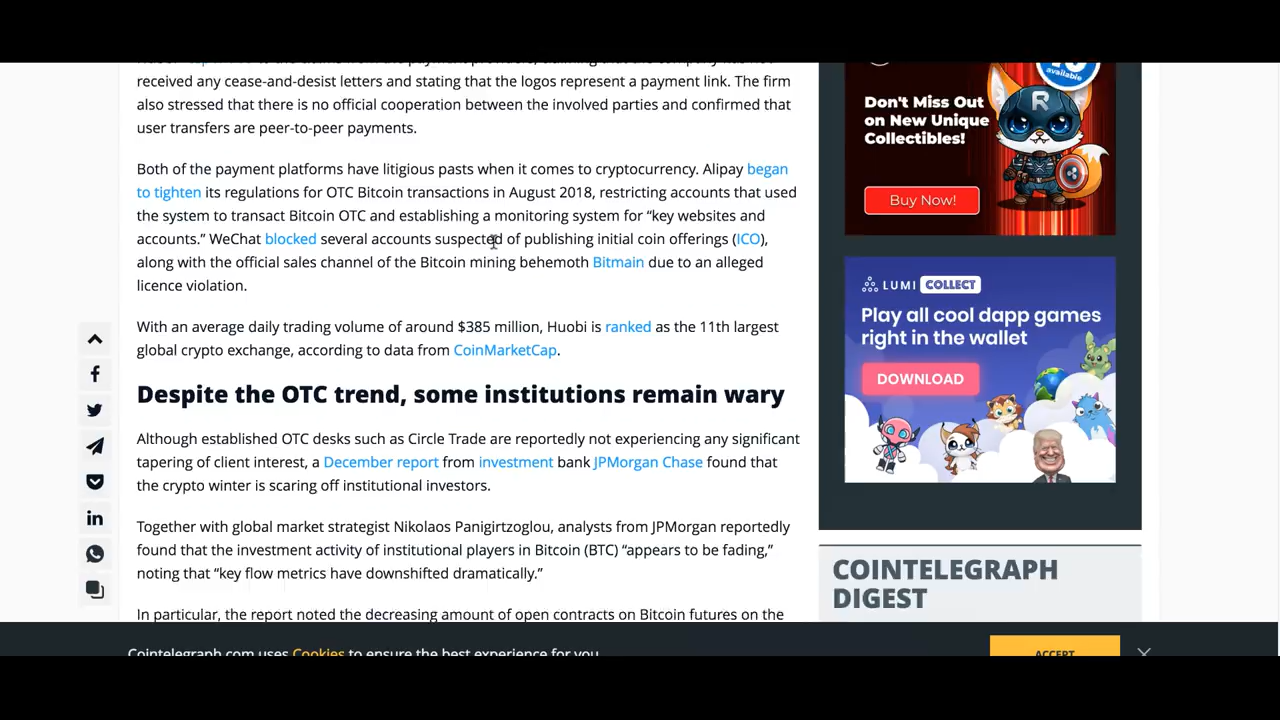 received any cease-and-desist letters and stating that the logos represent a payment link. The firm
also stressed that there is no official cooperation between the involved parties and confirmed that
user transfers are peer-to-peer payments.
Both of the payment platforms have litigious pasts when it comes to cryptocurrency. Alipay began
to tighten its regulations for OTC Bitcoin transactions in August 2018, restricting accounts that used
the system to transact Bitcoin OTC and establishing a monitoring system for “key websites and
accounts.” WeChat blocked several accounts suspected of publishing initial coin offerings (ICO),
along with the official sales channel of the Bitcoin mining behemoth Bitmain due to an alleged
licence violation.
With an average daily trading volume of around $385 million, Huobi is ranked as the 11th largest
global crypto exchange, according to data from CoinMarketCap.
Despite the OTC trend, some institutions remain wary
Although established OTC desks such as Circle Trade are reportedly not experiencing any significant
tapering of client interest, a December report from investment bank JPMorgan Chase found that
the crypto winter is scaring off institutional investors.
Together with global market strategist Nikolaos Panigirtzoglou, analysts from JPMorgan reportedly
found that the investment activity of institutional players in Bitcoin (BTC) “appears to be fading,”
noting that “key flow metrics have downshifted dramatically.”
In particular, the report noted the decreasing amount of open contracts on Bitcoin futures on the
available
Don't Miss Out
on New Unique
Collectibles!
R
Buy Now!
LUMI COLLECT
Play all cool dapp games
right in the wallet
DOWNLOAD
COINTELEGRAPH
DIGEST
Cointelegraph.com uses Cookies to ensure the best experience for you.
ACCEPT